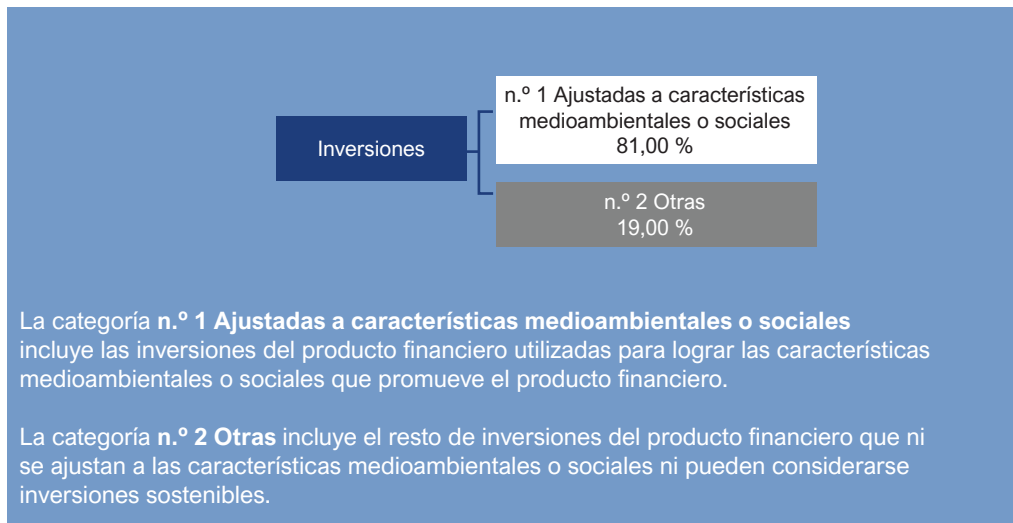 Inversiones
n.º 1 Ajustadas a características
medioambientales o sociales
81,00 %
n.º 2 Otras
19,00 %
La categoría n.º 1 Ajustadas a características medioambientales o sociales
incluye las inversiones del producto financiero utilizadas para lograr las características
medioambientales o sociales que promueve el producto financiero.
La categoría n.º 2 Otras incluye el resto de inversiones del producto financiero que ni
se ajustan a las características medioambientales o sociales ni pueden considerarse
inversiones sostenibles.